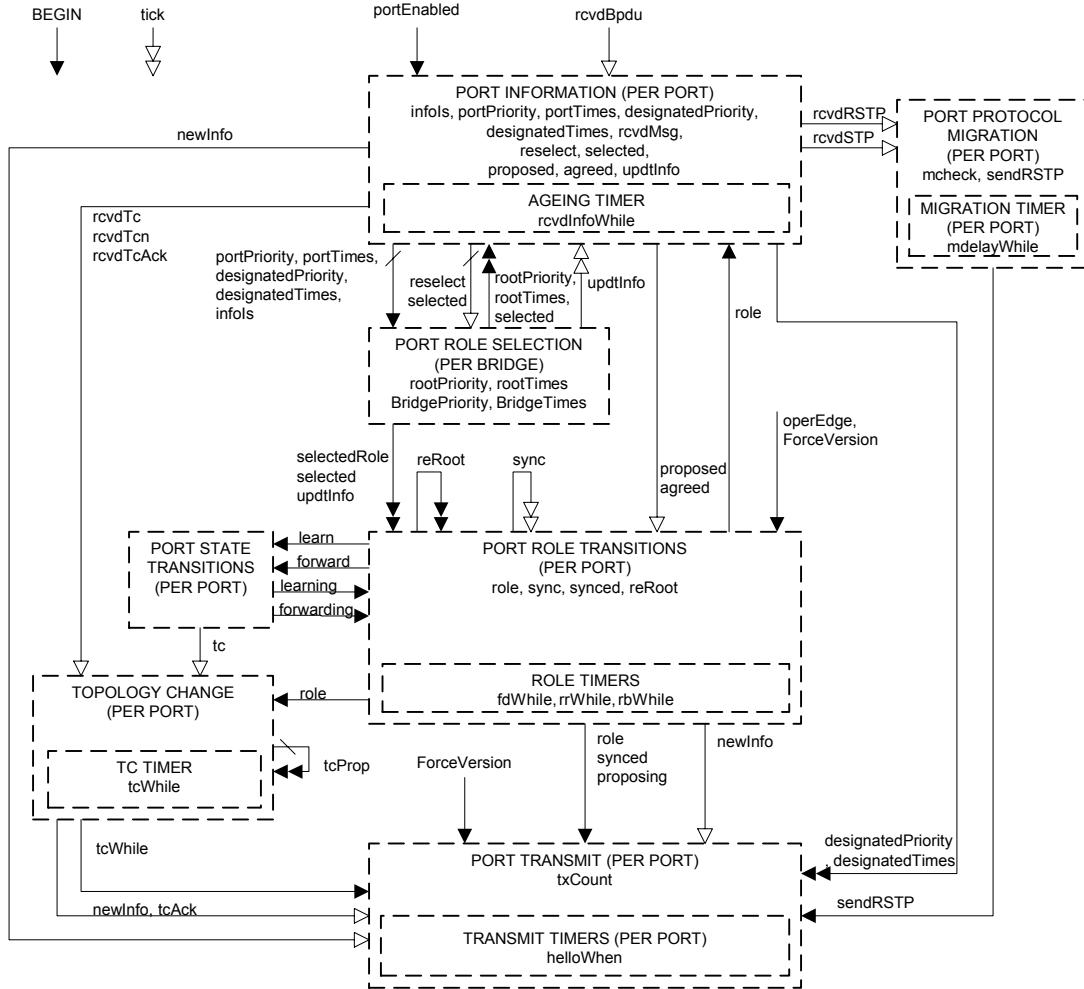 BEGIN
tick
portEnabled
rcvdBpdu
PORT INFORMATION (PER PORT)
infoIs, portPriority, portTimes, designatedPriority,
designatedTimes, rcvdMsg,
reselect, selected,
proposed, agreed, updtInfo
AGEING TIMER
rcvdInfoWhile
rcvdRSTP
rcvdSTP
PORT PROTOCOL
MIGRATION
(PER PORT)
mcheck, sendRSTP
MIGRATION TIMER
(PER PORT)
mdelayWhile
newInfo
rcvdTc
rcvdTcn
rcvdTcAck
portPriority, portTimes,
designatedPriority,
designatedTimes,
infoIs
reselect
selected
rootPriority,
rootTimes,
selected
updtInfo
role
PORT ROLE SELECTION
(PER BRIDGE)
rootPriority, rootTimes
BridgePriority, BridgeTimes
operEdge,
ForceVersion
selectedRole
selected
updtInfo
reRoot
sync
proposed
agreed
learn
forward
learning
forwarding
PORT STATE
TRANSITIONS
(PER PORT)
PORT ROLE TRANSITIONS
(PER PORT)
role, sync, synced, reRoot
ROLE TIMERS
fdWhile, rrWhile, rbWhile
tc
TOPOLOGY CHANGE
(PER PORT)
TC TIMER
tcWhile
role
tcProp
ForceVersion
role
synced
proposing
newInfo
tcWhile
newInfo, tcAck
PORT TRANSMIT (PER PORT)
txCount
TRANSMIT TIMERS (PER PORT)
helloWhen
designatedPriority
, designatedTimes
sendRSTP